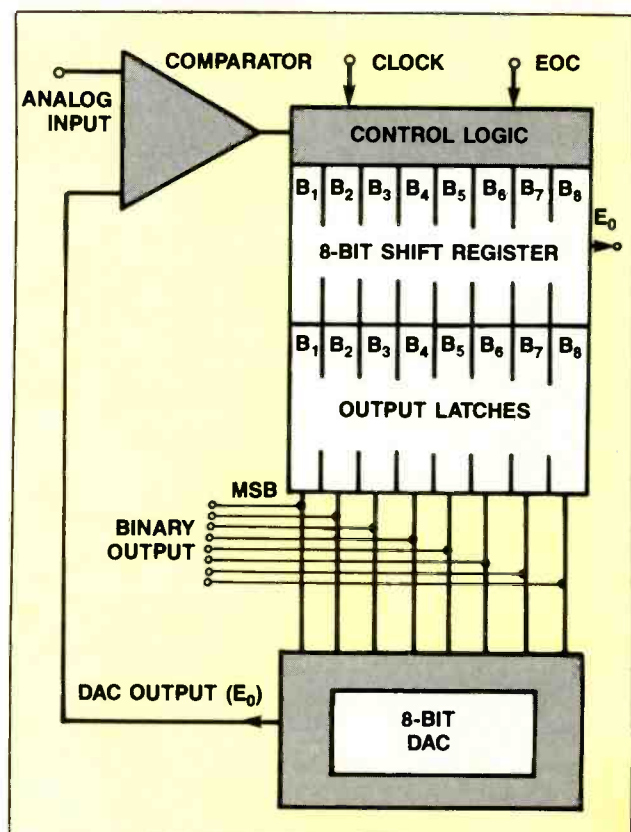 COMPARATOR
CLOCK
EOC
ANALOG
INPUT
CONTROL LOGIC
B₁ B₂ B₃ B₄ B₅ B₆ B₇ B₈
E₀
8-BIT SHIFT REGISTER
B₁ B₂ B₃ B₄ B₅ B₆ B₇ B₈
OUTPUT LATCHES
MSB
BINARY
OUTPUT
DAC OUTPUT (E₀)
8-BIT
DAC